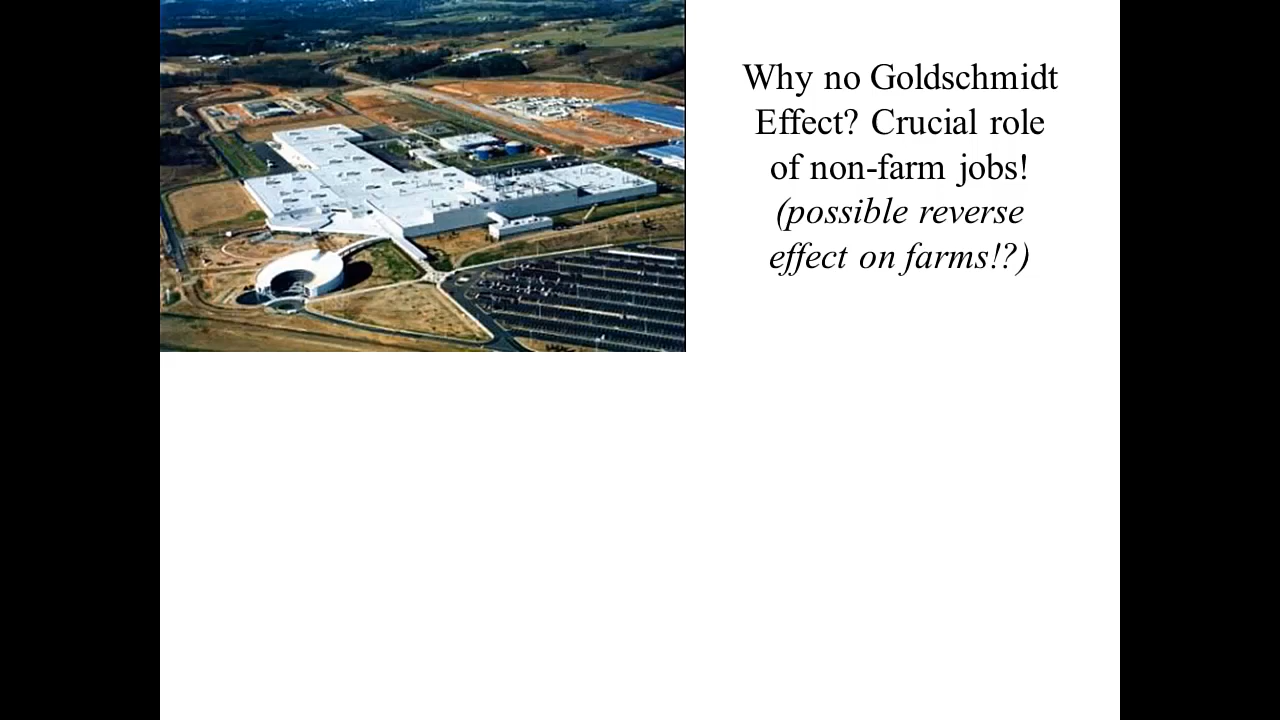 Why no Goldschmidt
Effect? Crucial role
of non-farm jobs!
(possible reverse
effect on farms!?)